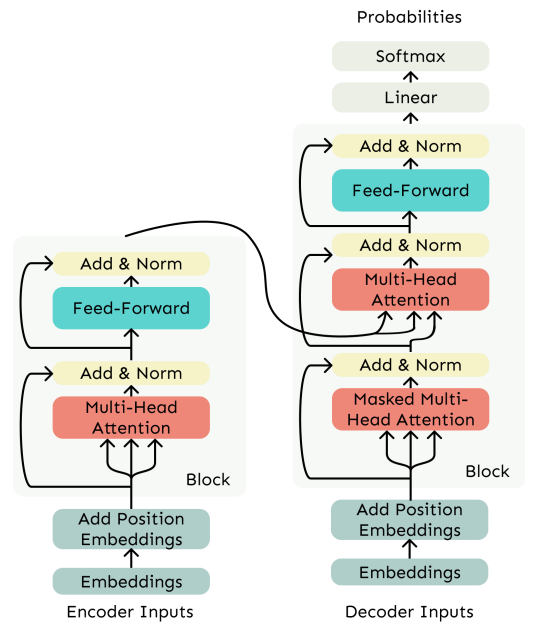 Probabilities
Softmax
Linear
Add & Norm
Feed-Forward
Add & Norm
Multi-Head
Attention
Add & Norm
Masked Multi-
Head Attention
Block
Add Position
Embeddings
Embeddings
Decoder Inputs
Add & Norm
Feed-Forward
Add & Norm
Multi-Head
Attention
Block
Add Position
Embeddings
Embeddings
Encoder Inputs